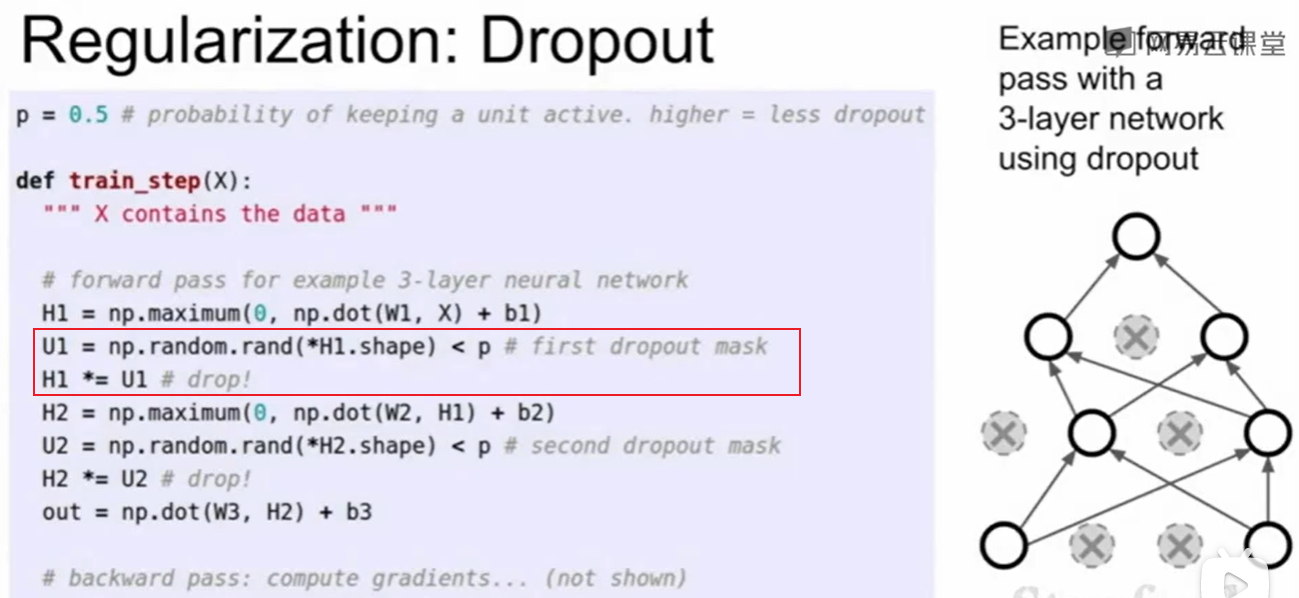 Regularization: Dropout
p = 0.5 # probability of keeping a unit active. higher = less dropout
def train_step(X):
""" X contains the data """
# forward pass for example 3-layer neural network
H1 = np.maximum(0, np.dot(W1, X) + b1)
U1 = np.random.rand(*H1.shape) < p # first dropout mask
H1 *= U1 # drop!
H2 = np.maximum(0, np.dot(W2, H1) + b2)
U2 = np.random.rand(*H2.shape) < p # second dropout mask
H2 *= U2 # drop!
out = np.dot(W3, H2) + b3
# backward pass: compute gradients... (not shown)
Example forward
网易云课堂
pass with a
3-layer network
using dropout